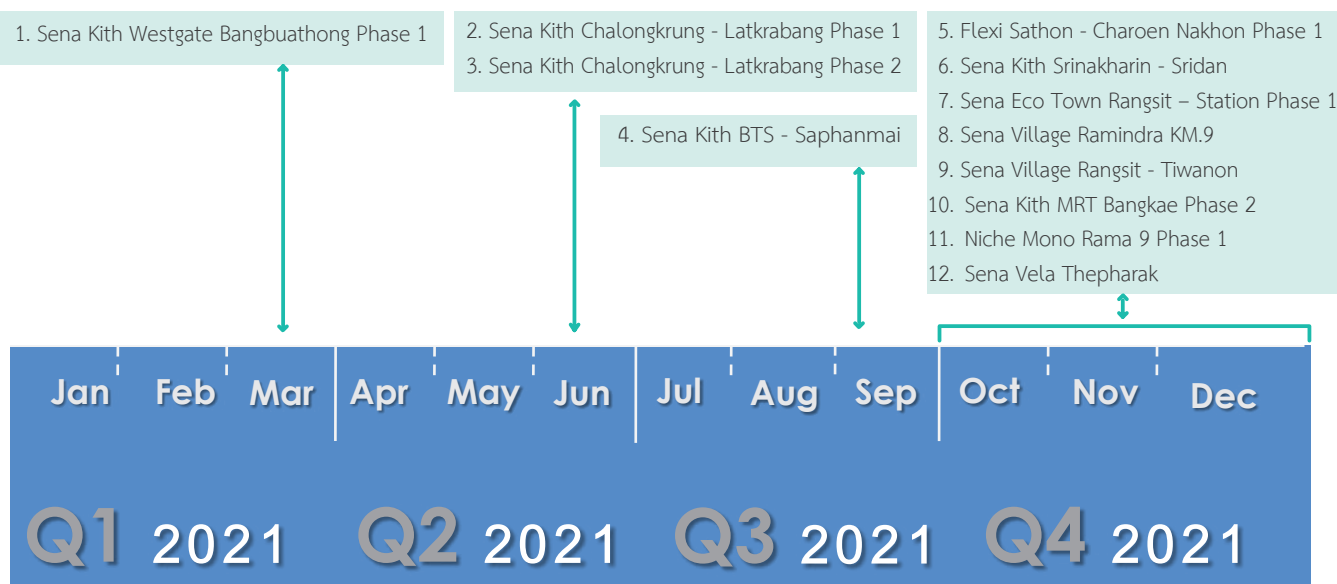 1. Sena Kith Westgate Bangbuathong Phase 1
2. Sena Kith Chalongkrung - Latkrabang Phase 1
3. Sena Kith Chalongkrung - Latkrabang Phase 2
4. Sena Kith BTS - Saphanmai
5. Flexi Sathon - Charoen Nakhon Phase 1
6. Sena Kith Srinakharin - Sridan
7. Sena Eco Town Rangsit – Station Phase 1
8. Sena Village Ramindra KM.9
9. Sena Village Rangsit - Tiwanon
10. Sena Kith MRT Bangkae Phase 2
11. Niche Mono Rama 9 Phase 1
12. Sena Vela Thepharak
Jan Feb Mar Apr May Jun Jul Aug Sep Oct Nov Dec
Q1 2021 Q2 2021 Q3 2021 Q4 2021